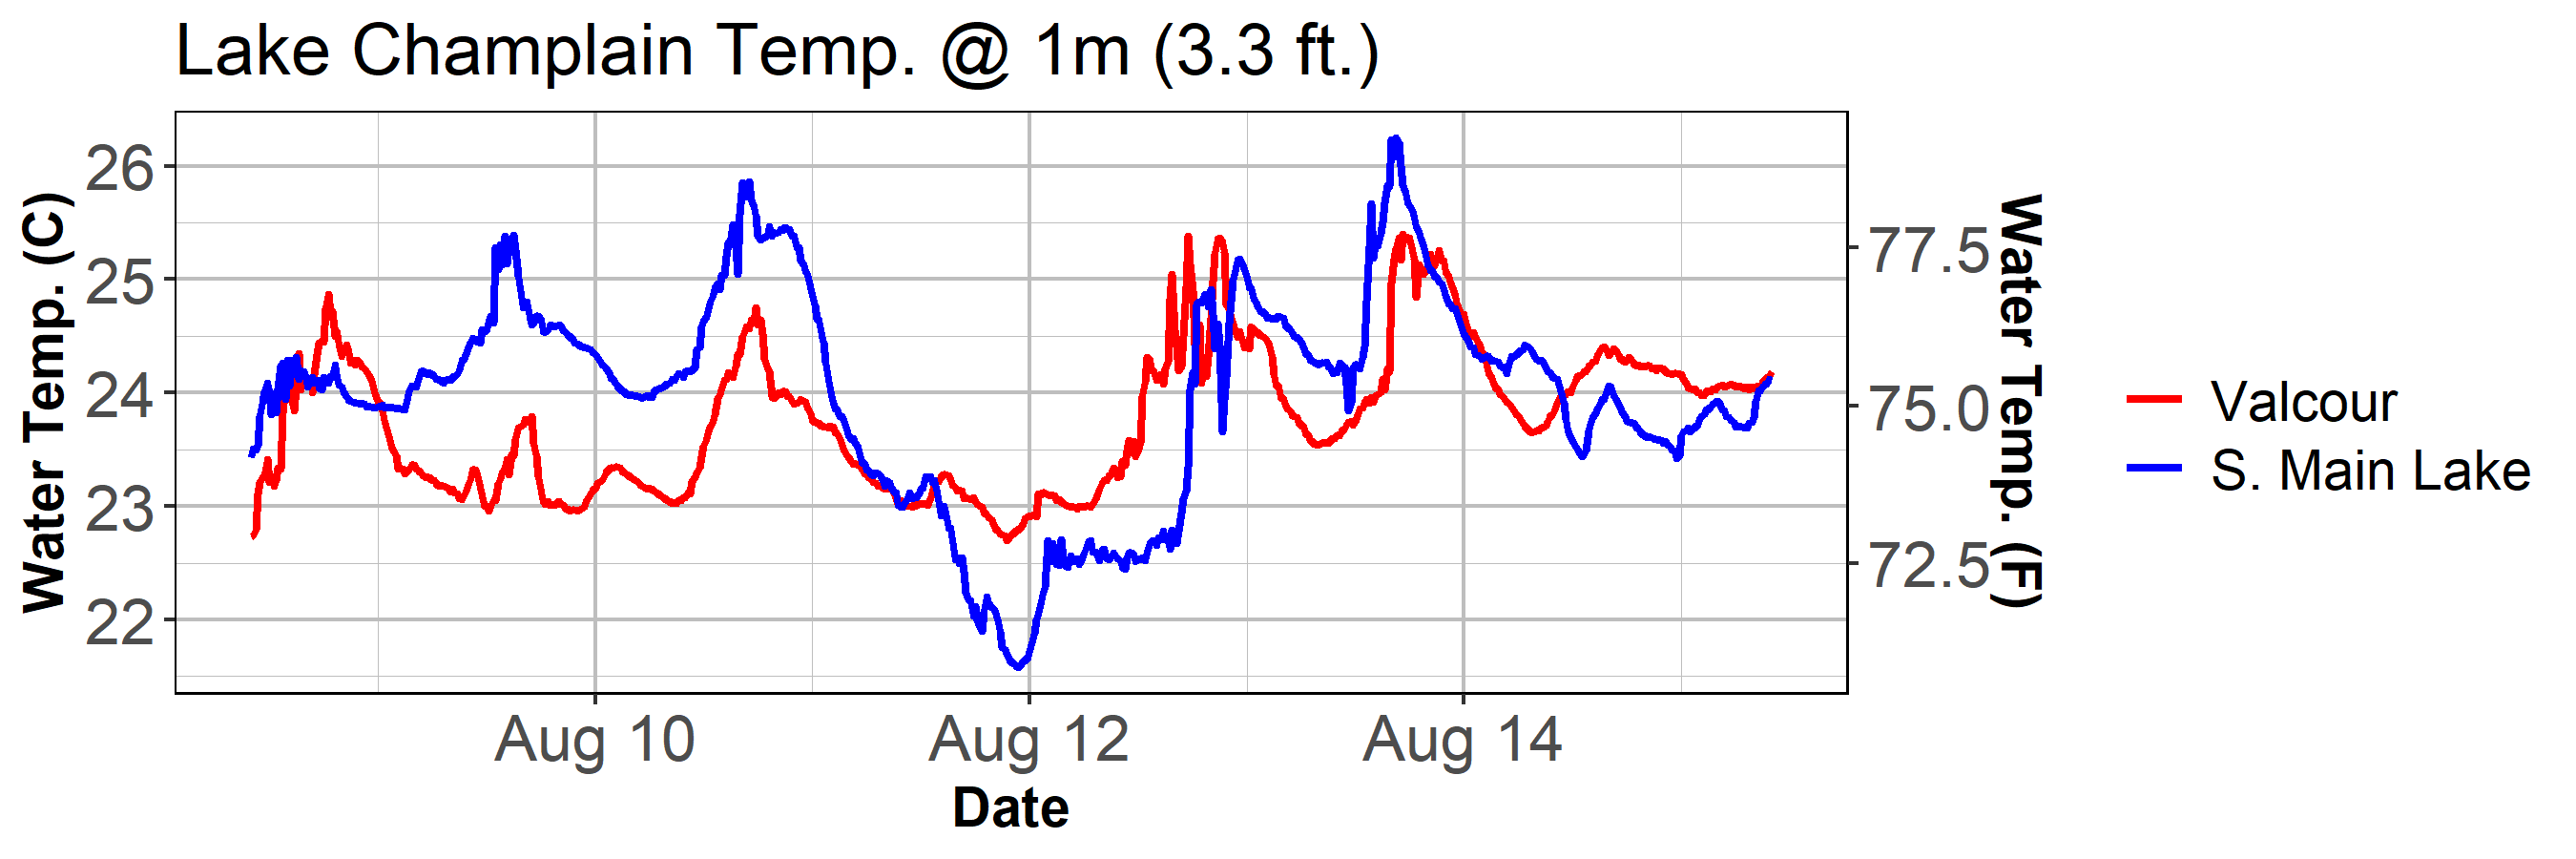 Lake Champlain Temp. @ 1m (3.3 ft.)
Water Temp. (C)
26
25
24
23
22
77.5
75.0
72.5
Water Temp. (F)
Aug 10
Aug 12
Aug 14
Date
Valcour
S. Main Lake